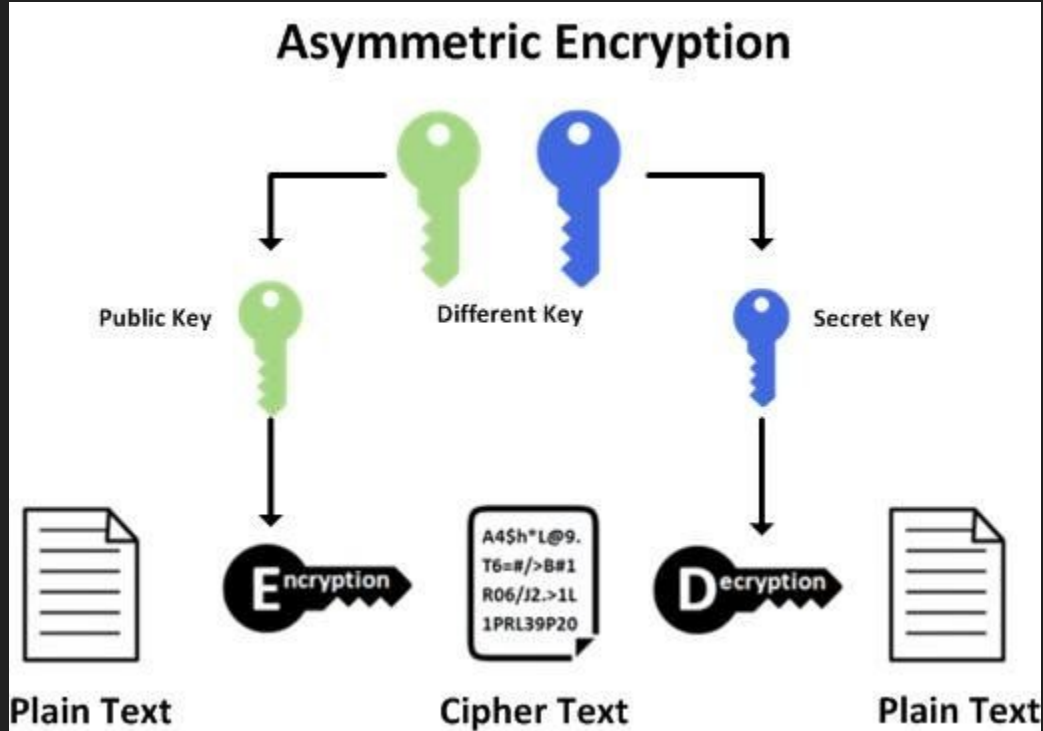 Asymmetric Encryption
Public Key
Different Key
Secret Key
Encryption
A4$h*L@9.
T6=#/>B#1
R06/J2.>1L
1PRL39P20
Decryption
Plain Text
Cipher Text
Plain Text